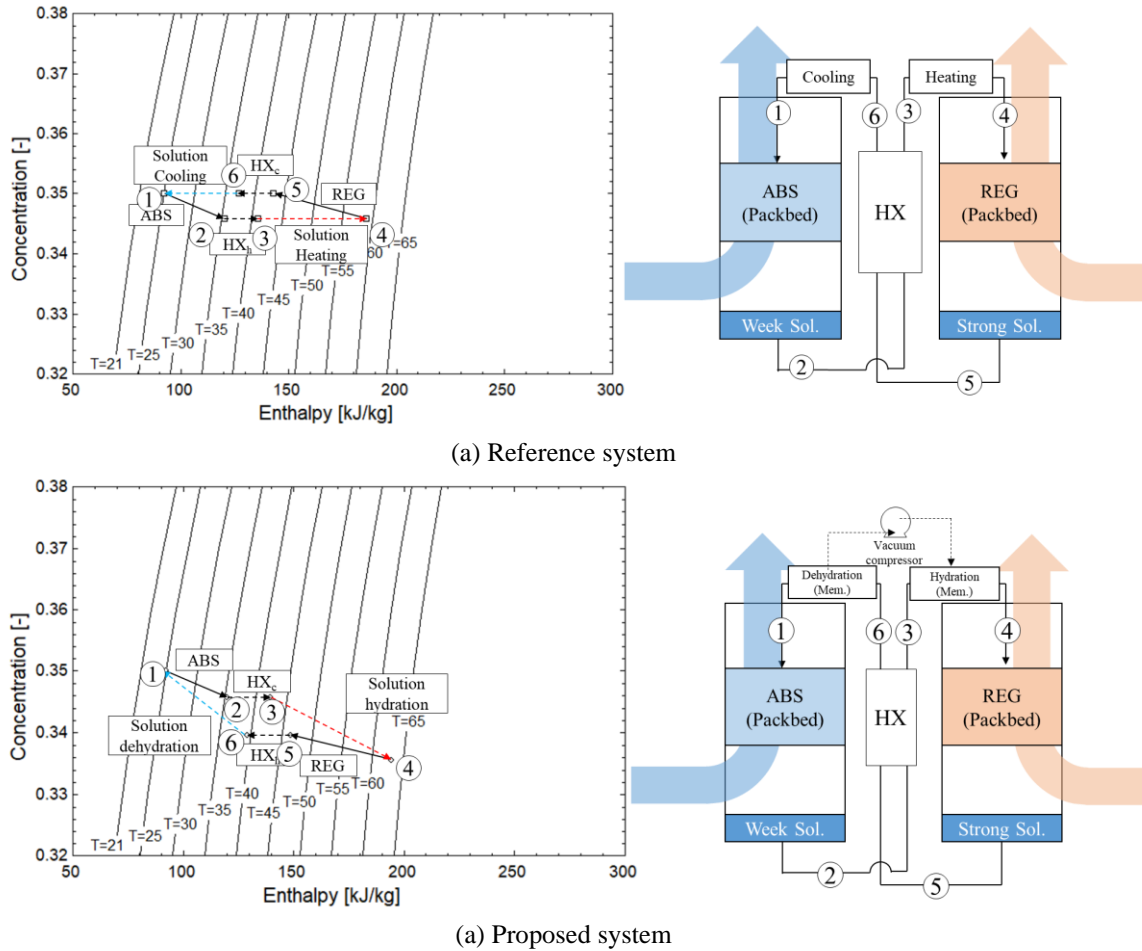 0.38
0.37
0.36
0.35
0.34
0.33
0.32
Concentration [-]
50
100
150
200
250
300
Enthalpy [kJ/kg]
Solution
Cooling
HXc
6
5
REG
1
ABS
2
HXh
3
Solution
Heating
4
T=21
T=25
T=30
T=35
T=40
T=45
T=50
T=55
60
T=65
Cooling
Heating
1
6
3
4
ABS
(Packbed)
HX
REG
(Packbed)
Week Sol.
Strong Sol.
2
5
(a) Reference system
0.38
0.37
0.36
0.35
0.34
0.33
0.32
Concentration [-]
50
100
150
200
250
300
Enthalpy [kJ/kg]
1
ABS
HXc
2
3
Solution
hydration
Solution
dehydration
6
HXh
5
REG
4
T=21
T=25
T=30
T=35
T=40
T=45
T=50
T=55
T=60
T=65
Vacuum
compressor
Dehydration
(Mem.)
Hydration
(Mem.)
1
6
3
4
ABS
(Packbed)
HX
REG
(Packbed)
Week Sol.
Strong Sol.
2
5
(a) Proposed system